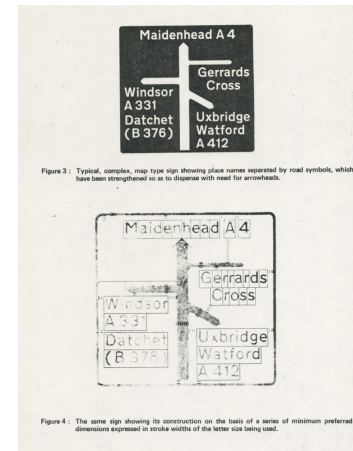 Maidenhead A 4
Gerrards
Cross
Windsor
A 331
Datchet
(B 376)
Uxbridge
Watford
A 412
Figure 3 : Typical, complex, map type sign showing place names separated by road symbols, which
have been strengthened so as to dispense with need for arrowheads.
Maidenhead A 4
Gerrards
Cross
Windsor
A 331
Datchet
(B 376)
Uxbridge
Watford
A 412
Figure 4 : The same sign showing its construction on the basis of a series of minimum preferred
dimensions expressed in stroke widths of the letter size being used.